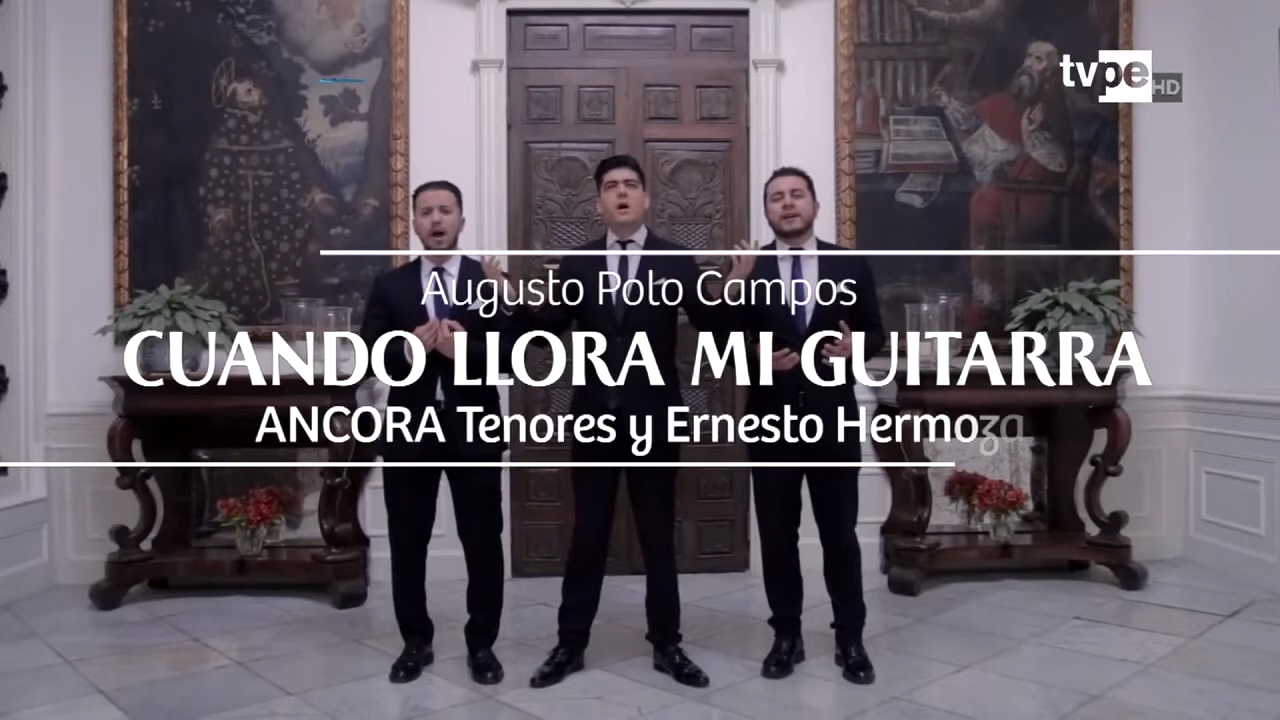 tvpe HD
Augusto Polo Campos
CUANDO LLORA MI GUITARRA
ANCORA Tenores y Ernesto Hermoza